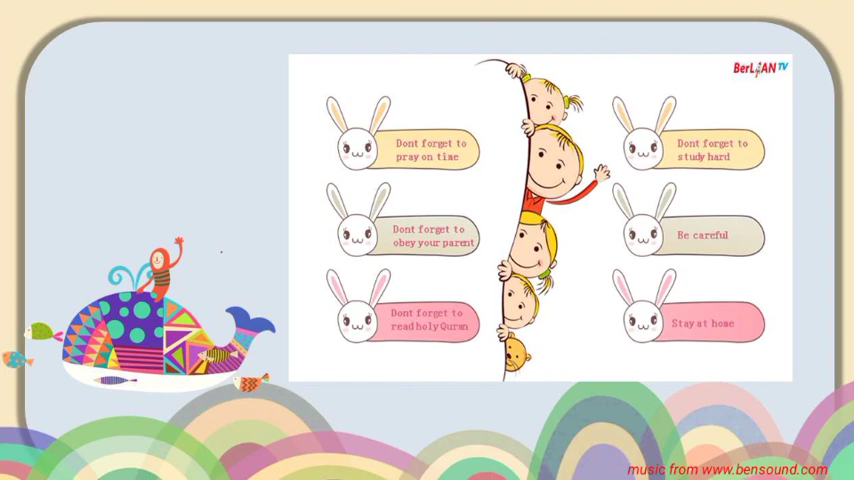 BerLiAN TV
Dont forget to
pray on time
Dont forget to
study hard
Dont forget to
obey your parent
Be careful
Dont forget to
read holy Quran
Stay at home
music from www.bensound.com